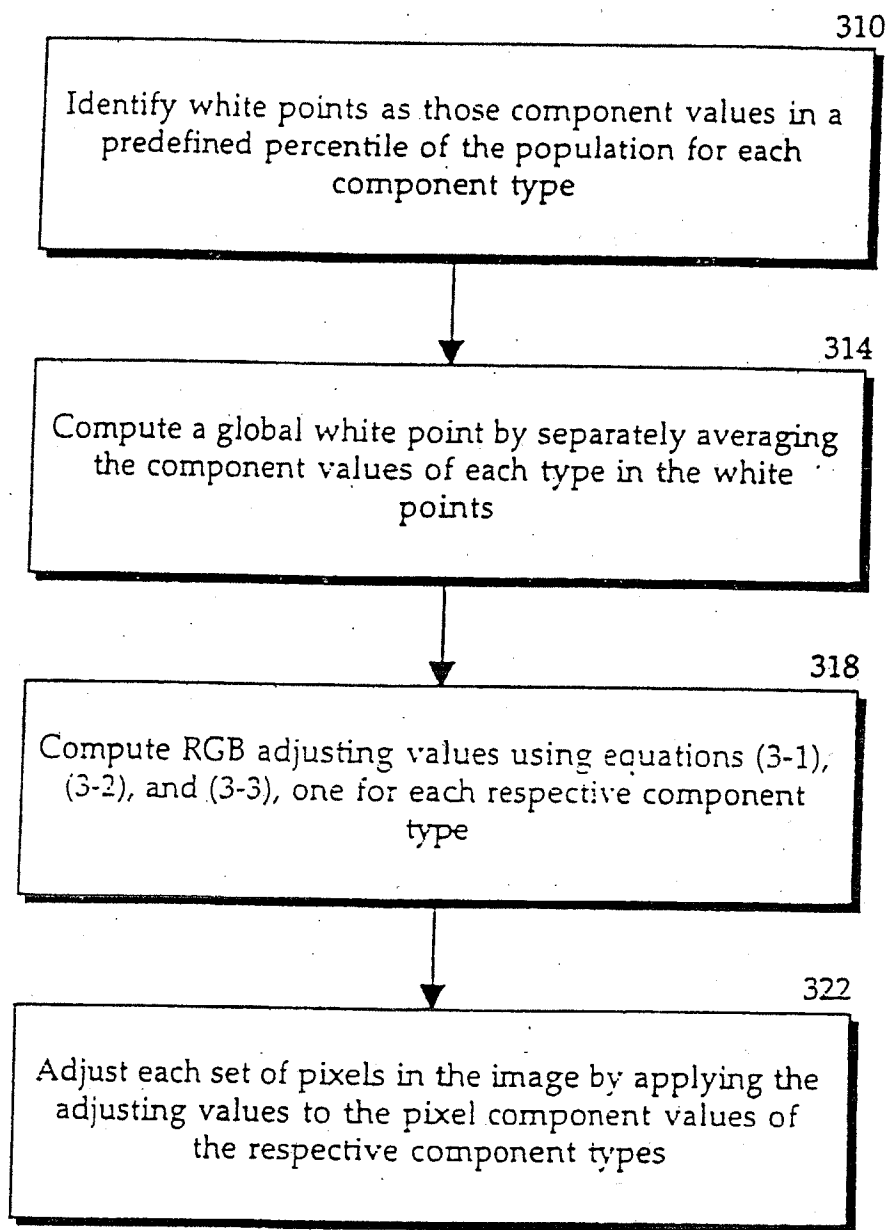 310
Identify white points as those component values in a
predefined percentile of the population for each
component type
314
Compute a global white point by separately averaging
the component values of each type in the white
points
318
Compute RGB adjusting values using equations (3-1),
(3-2), and (3-3), one for each respective component
type
322
Adjust each set of pixels in the image by applying the
adjusting values to the pixel component values of
the respective component types